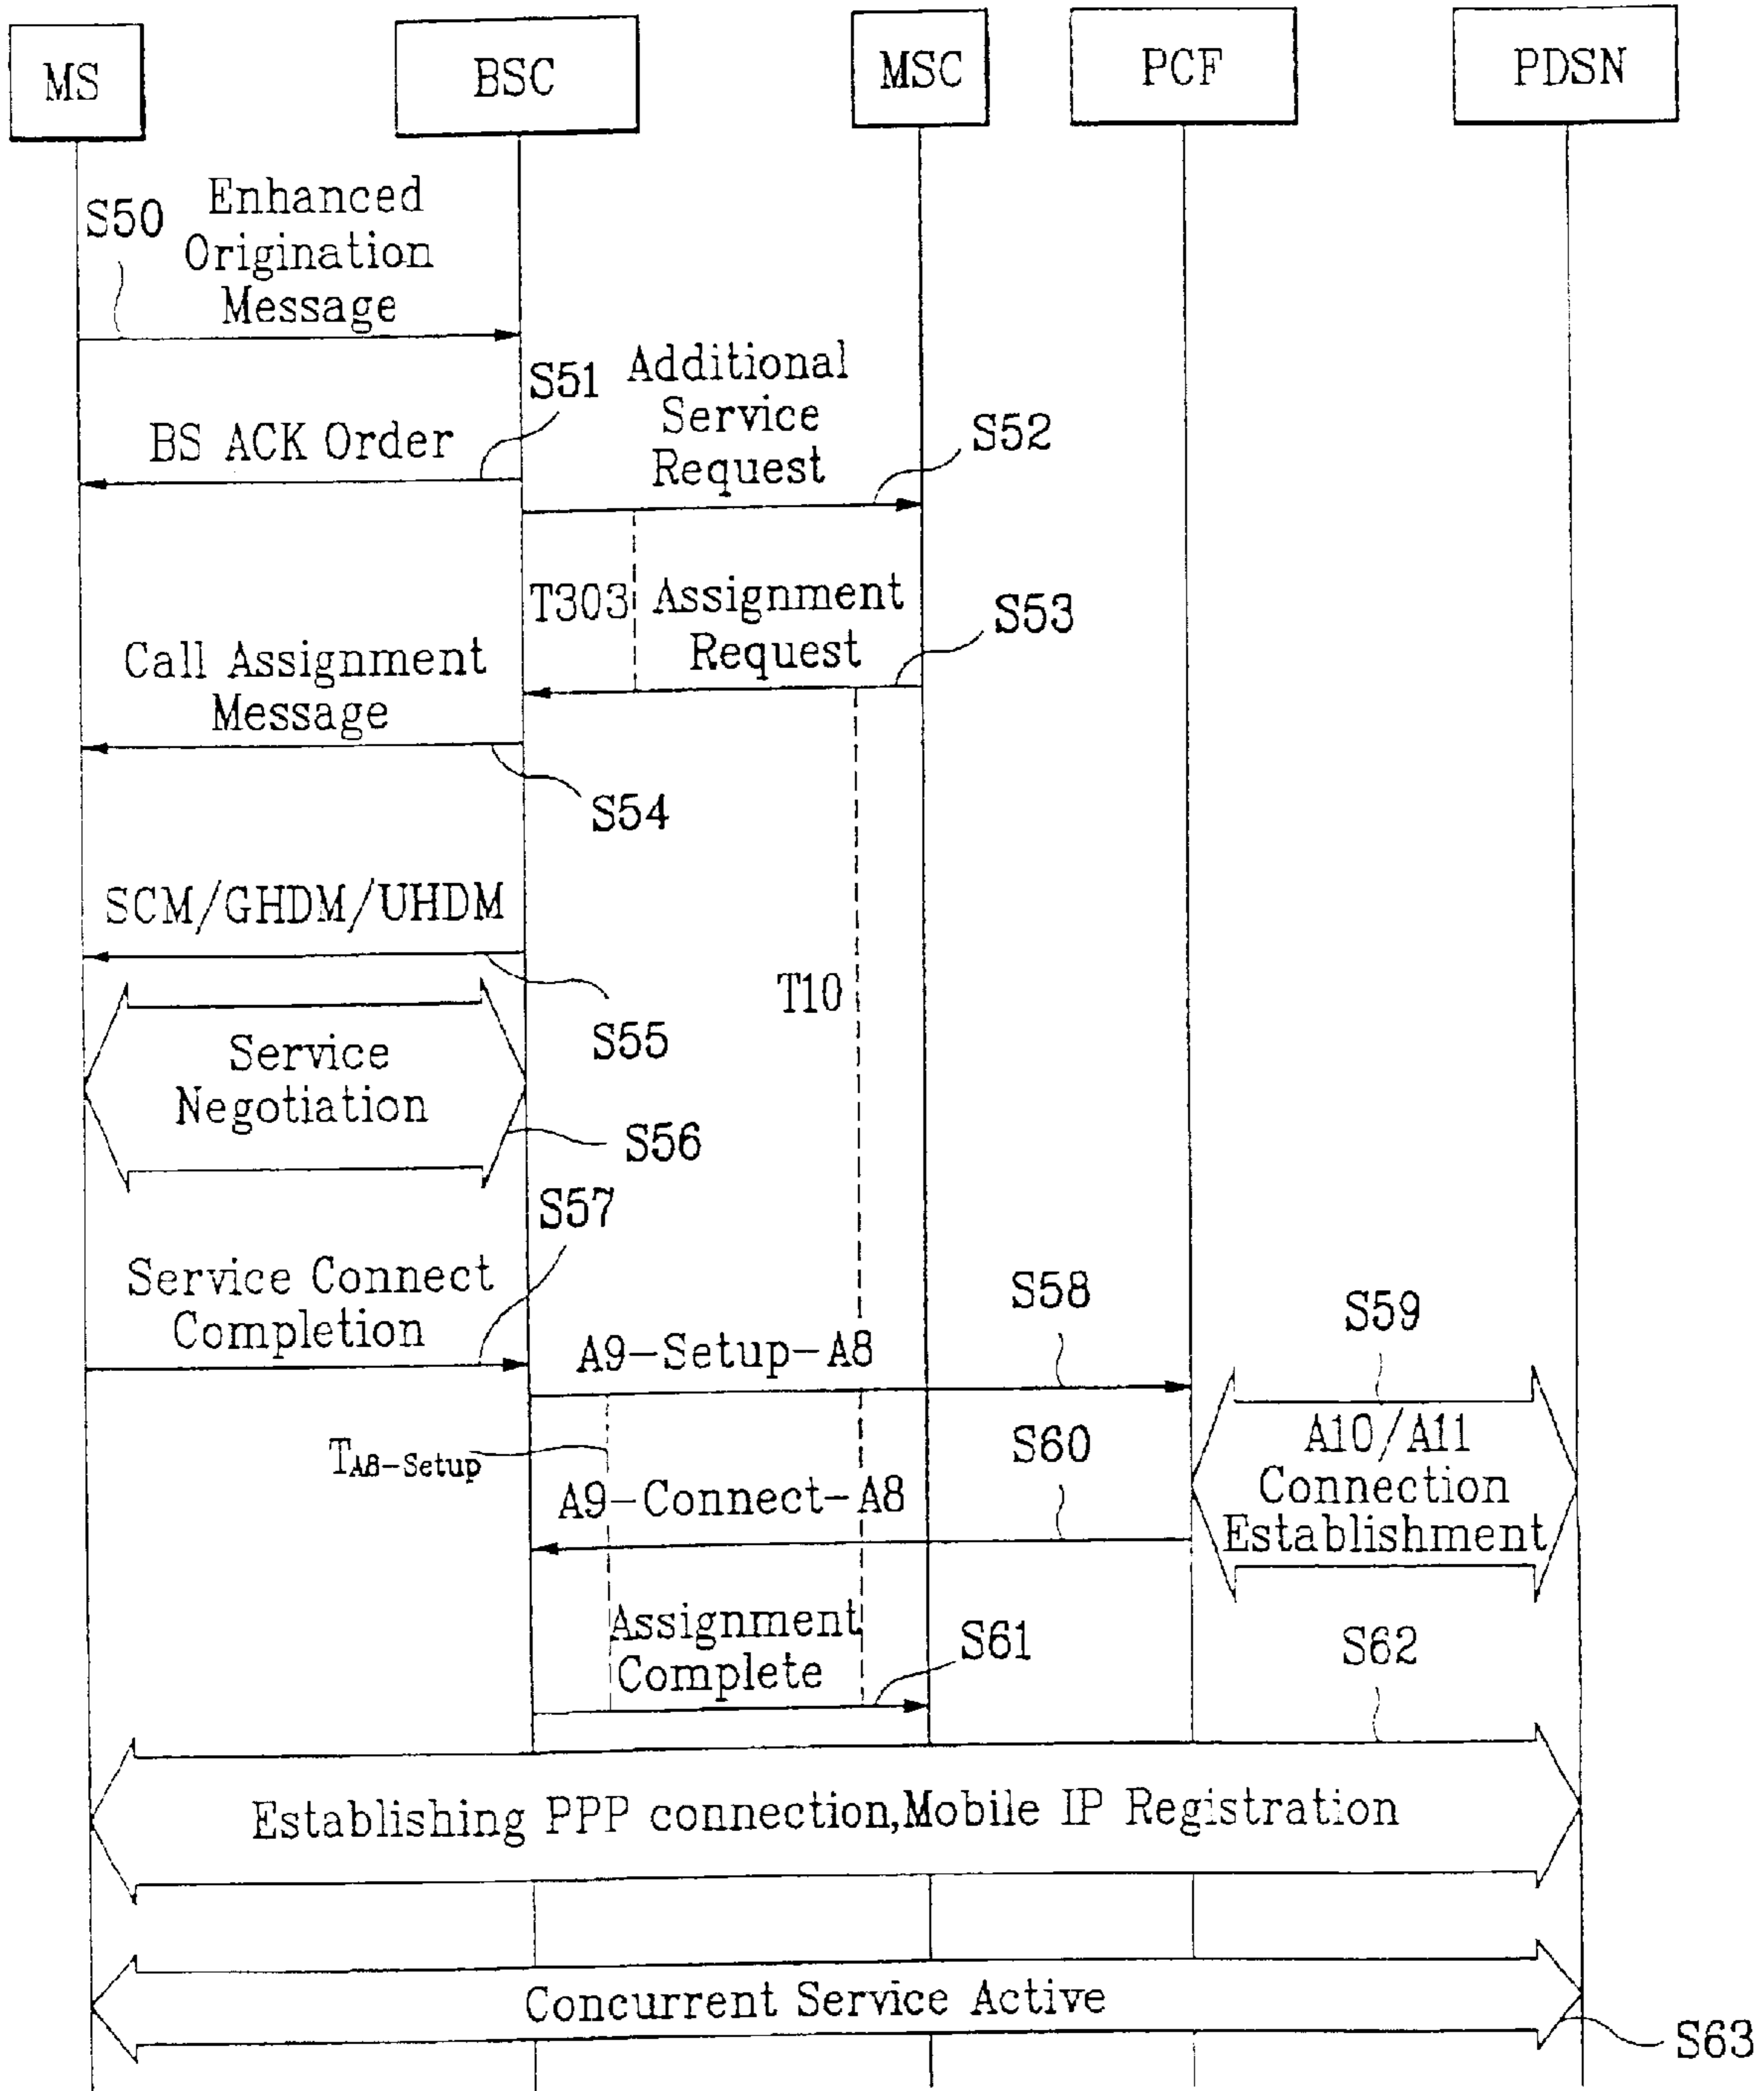 MS
BSC
MSC
PCF
PDSN
S50
Enhanced
Origination
Message
S51
Additional
Service
Request
S52
BS ACK Order
T303
Assignment
Request
S53
Call Assignment
Message
S54
SCM/GHDM/UHDM
S55
T10
Service
Negotiation
S56
S57
Service Connect
Completion
A9-Setup-A8
S58
S59
TA8-Setup
A9-Connect-A8
S60
A10/A11
Connection
Establishment
Assignment
Complete
S61
S62
Establishing PPP connection,Mobile IP Registration
Concurrent Service Active
S63